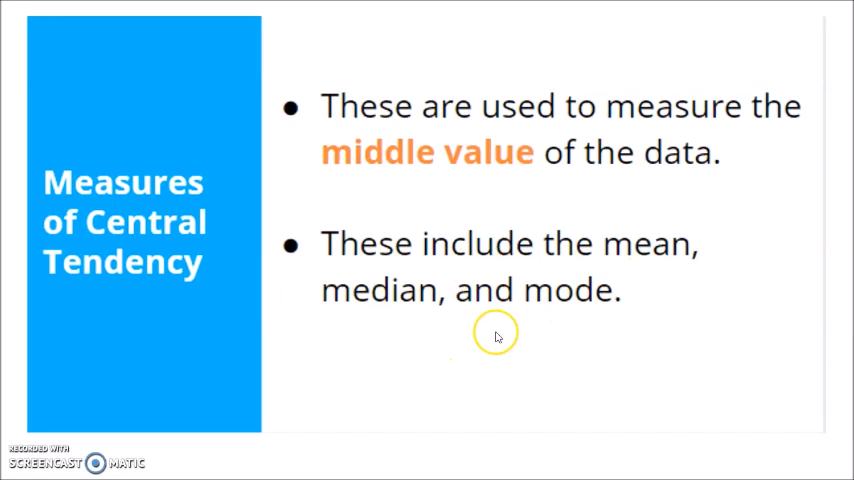 Measures
of Central
Tendency
● These are used to measure the
middle value of the data.
● These include the mean,
median, and mode.
RECORDED WITH
SCREENCAST MATIC